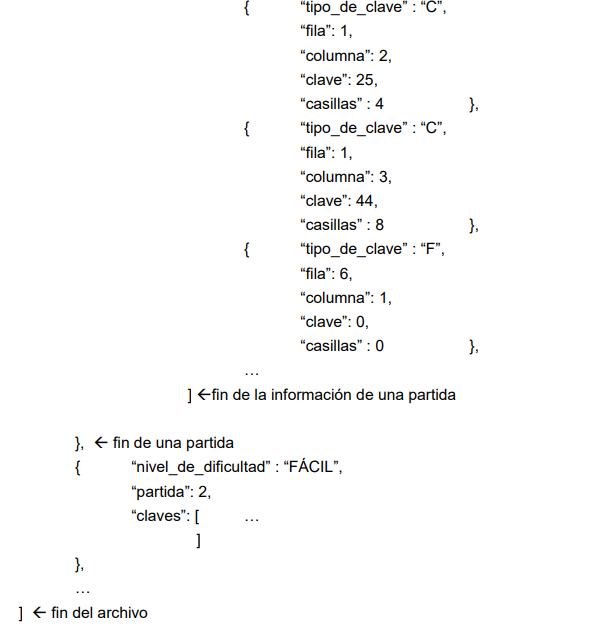 { “tipo_de_clave” : “C”,
“fila”: 1,
“columna”: 2,
“clave”: 25,
“casillas” : 4 },
{ “tipo_de_clave” : “C”,
“fila”: 1,
“columna”: 3,
“clave”: 44,
“casillas” : 8 },
{ “tipo_de_clave” : “F”,
“fila”: 6,
“columna”: 1,
“clave”: 0,
“casillas” : 0 },
…
] ←fin de la información de una partida
}, ← fin de una partida
{ “nivel_de_dificultad” : “FÁCIL”,
“partida”: 2,
“claves”: [ …
]
},
…
] ← fin del archivo